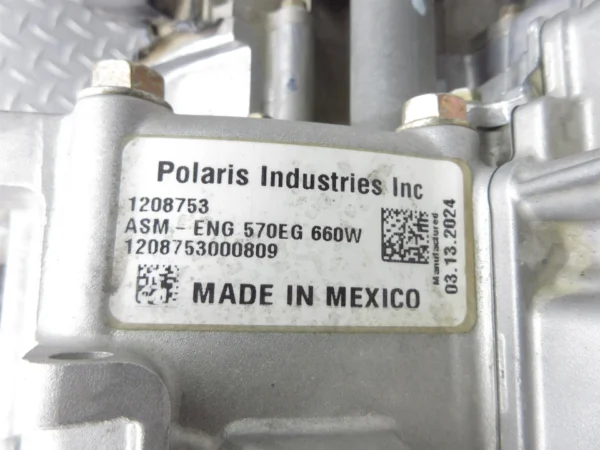 Polaris Industries Inc
1208753
ASM - ENG 570EG 660W
1208753000809
MADE IN MEXICO
Manufactured
03.13.2024